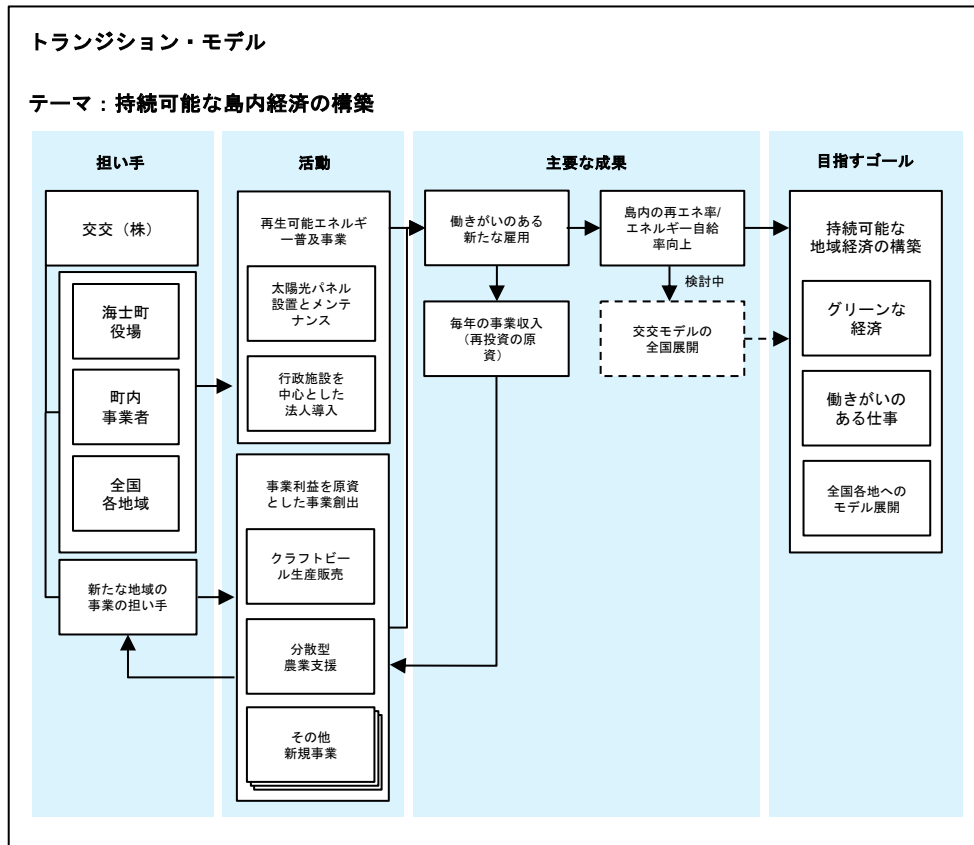 トランジション・モデル
テーマ：持続可能な島内経済の構築
担い手
交交（株）
海士町
役場
町内
事業者
全国
各地域
新たな地域の
事業の担い手
活動
再生可能エネルギ
ー普及事業
太陽光パネル
設置とメンテ
ナンス
行政施設を
中心とした
法人導入
事業利益を原資
とした事業創出
クラフトビー
ル生産販売
分散型
農業支援
その他
新規事業
主要な成果
働きがいのある
新たな雇用
毎年の事業収入
（再投資の原
資）
島内の再エネ率/
エネルギー自給
率向上
検討中
交交モデルの
全国展開
目指すゴール
持続可能な
地域経済の構築
グリーンな
経済
働きがいの
ある仕事
全国各地への
モデル展開